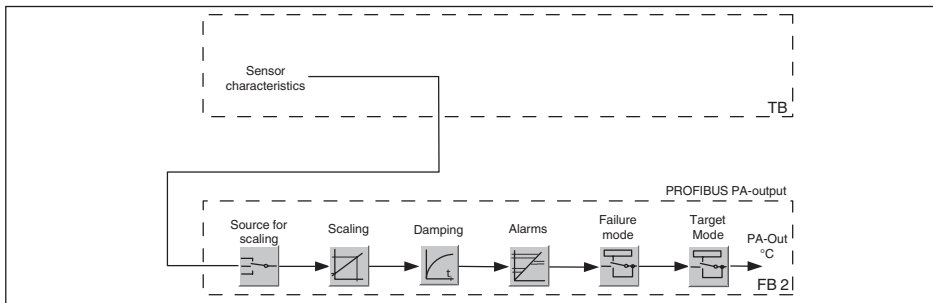 Sensor
characteristics
TB
PROFIBUS PA-output
Source for
scaling
Scaling
Damping
Alarms
Failure
mode
Target
Mode
PA-Out
°C
t
FB 2